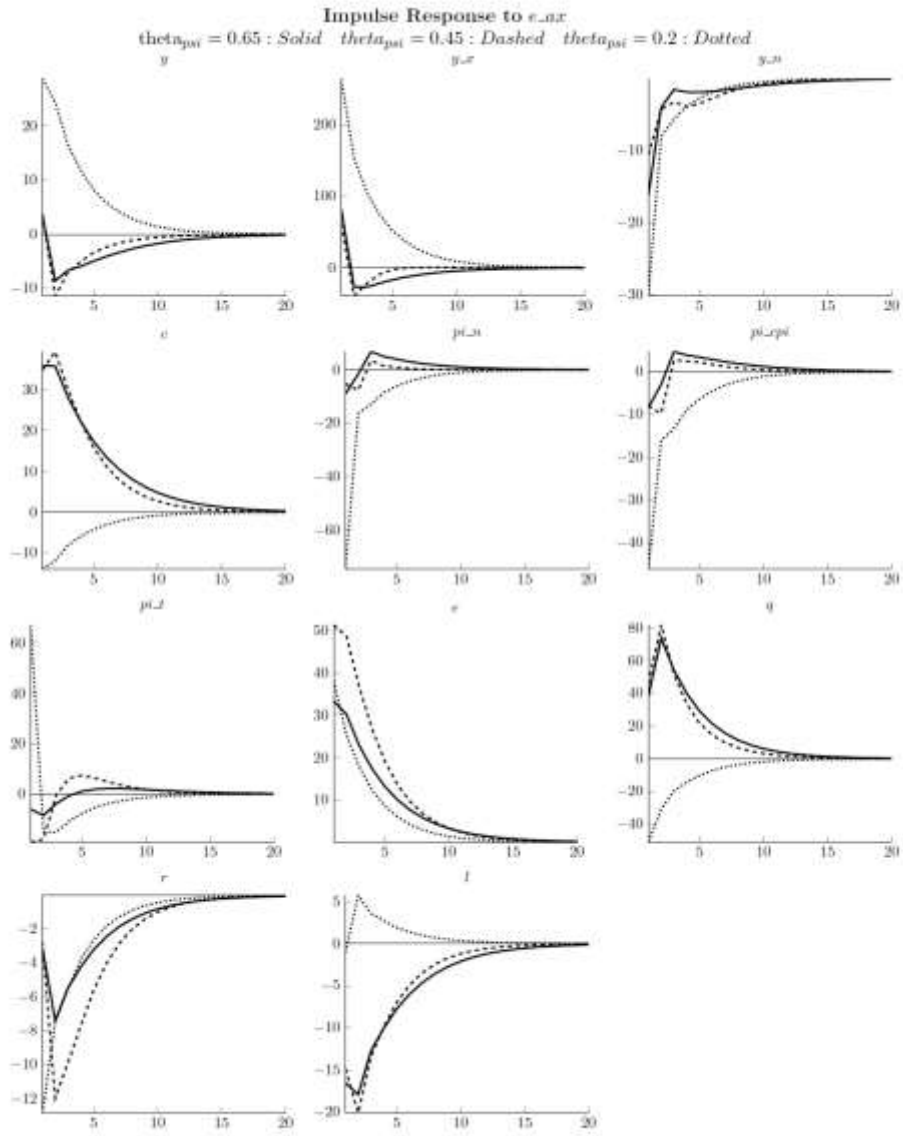 Impulse Response to e_ax
theta_psi = 0.65 : Solid theta_psi = 0.45 : Dashed theta_psi = 0.2 : Dotted
y y_x y_n
20 10 0 −10
5 10 15 20
200 100 0
5 10 15 20
−10 −20 −30
5 10 15 20
c pi_n pi_cpi
30 20 10 0 −10
5 10 15 20
0 −20 −40 −60
5 10 15 20
0 −10 −20 −30 −40
5 10 15 20
pi_t e q
60 40 20 0
5 10 15 20
50 40 30 20 10
5 10 15 20
80 60 40 20 0 −20 −40
5 10 15 20
r l
−2 −4 −6 −8 −10 −12
5 10 15 20
5 0 −5 −10 −15 −20
5 10 15 20